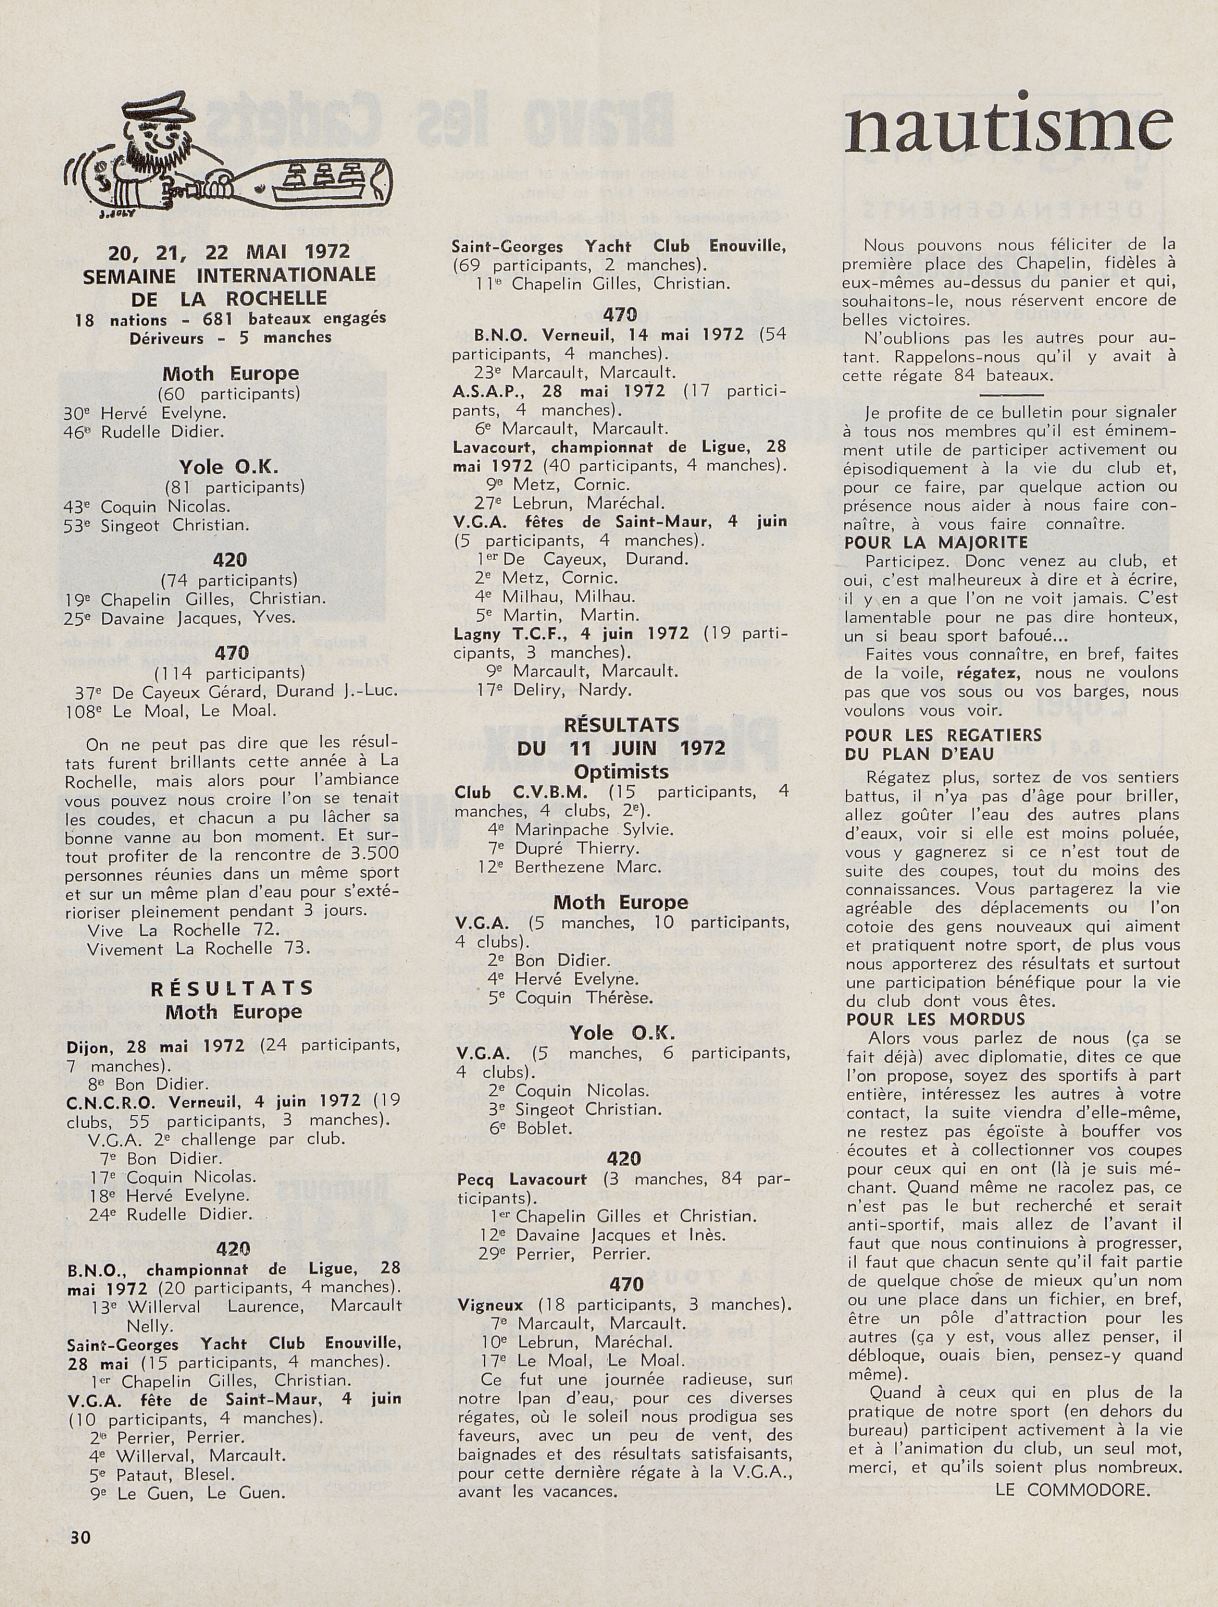 nautisme
J. JOLY
20, 21, 22 MAI 1972
SEMAINE INTERNATIONALE
DE LA ROCHELLE
18 nations - 681 bateaux engagés
Dériveurs - 5 manches
Moth Europe
(60 participants)
30e Hervé Evelyne.
46e Rudelle Didier.
Yole O.K.
(81 participants)
43e Coquin Nicolas.
53e Singeot Christian.
420
(74 participants)
19e Chapelin Gilles, Christian.
25e Davaine Jacques, Yves.
470
(114 participants)
37e De Cayeux Gérard, Durand J.-Luc.
108e Le Moal, Le Moal.
On ne peut pas dire que les résul-
tats furent brillants cette année à La
Rochelle, mais alors pour l'ambiance
vous pouvez nous croire l'on se tenait
les coudes, et chacun a pu lâcher sa
bonne vanne au bon moment. Et sur-
tout profiter de la rencontre de 3.500
personnes réunies dans un même sport
et sur un même plan d'eau pour s'exté-
rioriser pleinement pendant 3 jours.
Vive La Rochelle 72.
Vivement La Rochelle 73.
RÉSULTATS
Moth Europe
Dijon, 28 mai 1972 (24 participants,
7 manches).
8e Bon Didier.
C.N.C.R.O. Verneuil, 4 juin 1972 (19
clubs, 55 participants, 3 manches).
V.G.A. 2e challenge par club.
7e Bon Didier.
17e Coquin Nicolas.
18e Hervé Evelyne.
24e Rudelle Didier.
420
B.N.O., championnat de Ligue, 28
mai 1972 (20 participants, 4 manches).
13e Willerval Laurence, Marcault
Nelly.
Saint-Georges Yacht Club Enouville,
28 mai (15 participants, 4 manches).
1er Chapelin Gilles, Christian.
V.G.A. fête de Saint-Maur, 4 juin
(10 participants, 4 manches).
2e Perrier, Perrier.
4e Willerval, Marcault.
5e Pataut, Blesel.
9e Le Guen, Le Guen.
30
Saint-Georges Yacht Club Enouville,
(69 participants, 2 manches).
11e Chapelin Gilles, Christian.
470
B.N.O. Verneuil, 14 mai 1972 (54
participants, 4 manches).
23e Marcault, Marcault.
A.S.A.P., 28 mai 1972 (17 partici-
pants, 4 manches).
6e Marcault, Marcault.
Lavacourt, championnat de Ligue, 28
mai 1972 (40 participants, 4 manches).
9e Metz, Cornic.
27e Lebrun, Maréchal.
V.G.A. fêtes de Saint-Maur, 4 juin
(5 participants, 4 manches).
1er De Cayeux, Durand.
2e Metz, Cornic.
4e Milhau, Milhau.
5e Martin, Martin.
Lagny T.C.F., 4 juin 1972 (19 parti-
cipants, 3 manches).
9e Marcault, Marcault.
17e Deliry, Nardy.
RÉSULTATS
DU 11 JUIN 1972
Optimists
Club C.V.B.M. (15 participants, 4
manches, 4 clubs, 2e).
4e Marinpache Sylvie.
7e Dupré Thierry.
12e Berthezene Marc.
Moth Europe
V.G.A. (5 manches, 10 participants,
4 clubs).
2e Bon Didier.
4e Hervé Evelyne.
5e Coquin Thérèse.
Yole O.K.
V.G.A. (5 manches, 6 participants,
4 clubs).
2e Coquin Nicolas.
3e Singeot Christian.
6e Boblet.
420
Pecq Lavacourt (3 manches, 84 par-
ticipants).
1er Chapelin Gilles et Christian.
12e Davaine Jacques et Inès.
29e Perrier, Perrier.
470
Vigneux (18 participants, 3 manches).
7e Marcault, Marcault.
10e Lebrun, Maréchal.
17e Le Moal, Le Moal.
Ce fut une journée radieuse, sur
notre lpan d'eau, pour ces diverses
régates, où le soleil nous prodigua ses
faveurs, avec un peu de vent, des
baignades et des résultats satisfaisants,
pour cette dernière régate à la V.G.A.,
avant les vacances.
Nous pouvons nous féliciter de la
première place des Chapelin, fidèles à
eux-mêmes au-dessus du panier et qui,
souhaitons-le, nous réservent encore de
belles victoires.
N'oublions pas les autres pour au-
tant. Rappelons-nous qu'il y avait à
cette régate 84 bateaux.
Je profite de ce bulletin pour signaler
à tous nos membres qu'il est éminem-
ment utile de participer activement ou
épisodiquement à la vie du club et,
pour ce faire, par quelque action ou
présence nous aider à nous faire con-
naître, à vous faire connaître.
POUR LA MAJORITE
Participez. Donc venez au club, et
oui, c'est malheureux à dire et à écrire,
il y en a que l'on ne voit jamais. C'est
lamentable pour ne pas dire honteux,
un si beau sport bafoué...
Faites vous connaître, en bref, faites
de la voile, régatez, nous ne voulons
pas que vos sous ou vos barges, nous
voulons vous voir.
POUR LES REGATIERS
DU PLAN D'EAU
Régatez plus, sortez de vos sentiers
battus, il n'ya pas d'âge pour briller,
allez goûter l'eau des autres plans
d'eaux, voir si elle est moins poluée,
vous y gagnerez si ce n'est tout de
suite des coupes, tout du moins des
connaissances. Vous partagerez la vie
agréable des déplacements ou l'on
cotoie des gens nouveaux qui aiment
et pratiquent notre sport, de plus vous
nous apporterez des résultats et surtout
une participation bénéfique pour la vie
du club dont vous êtes.
POUR LES MORDUS
Alors vous parlez de nous (ça se
fait déjà) avec diplomatie, dites ce que
l'on propose, soyez des sportifs à part
entière, intéressez les autres à votre
contact, la suite viendra d'elle-même,
ne restez pas égoïste à bouffer vos
écoutes et à collectionner vos coupes
pour ceux qui en ont (là je suis mé-
chant. Quand même ne racolez pas, ce
n'est pas le but recherché et serait
anti-sportif, mais allez de l'avant il
faut que nous continuions à progresser,
il faut que chacun sente qu'il fait partie
de quelque chose de mieux qu'un nom
ou une place dans un fichier, en bref,
être un pôle d'attraction pour les
autres (ça y est, vous allez penser, il
débloque, ouais bien, pensez-y quand
même).
Quand à ceux qui en plus de la
pratique de notre sport (en dehors du
bureau) participent activement à la vie
et à l'animation du club, un seul mot,
merci, et qu'ils soient plus nombreux.
LE COMMODORE.